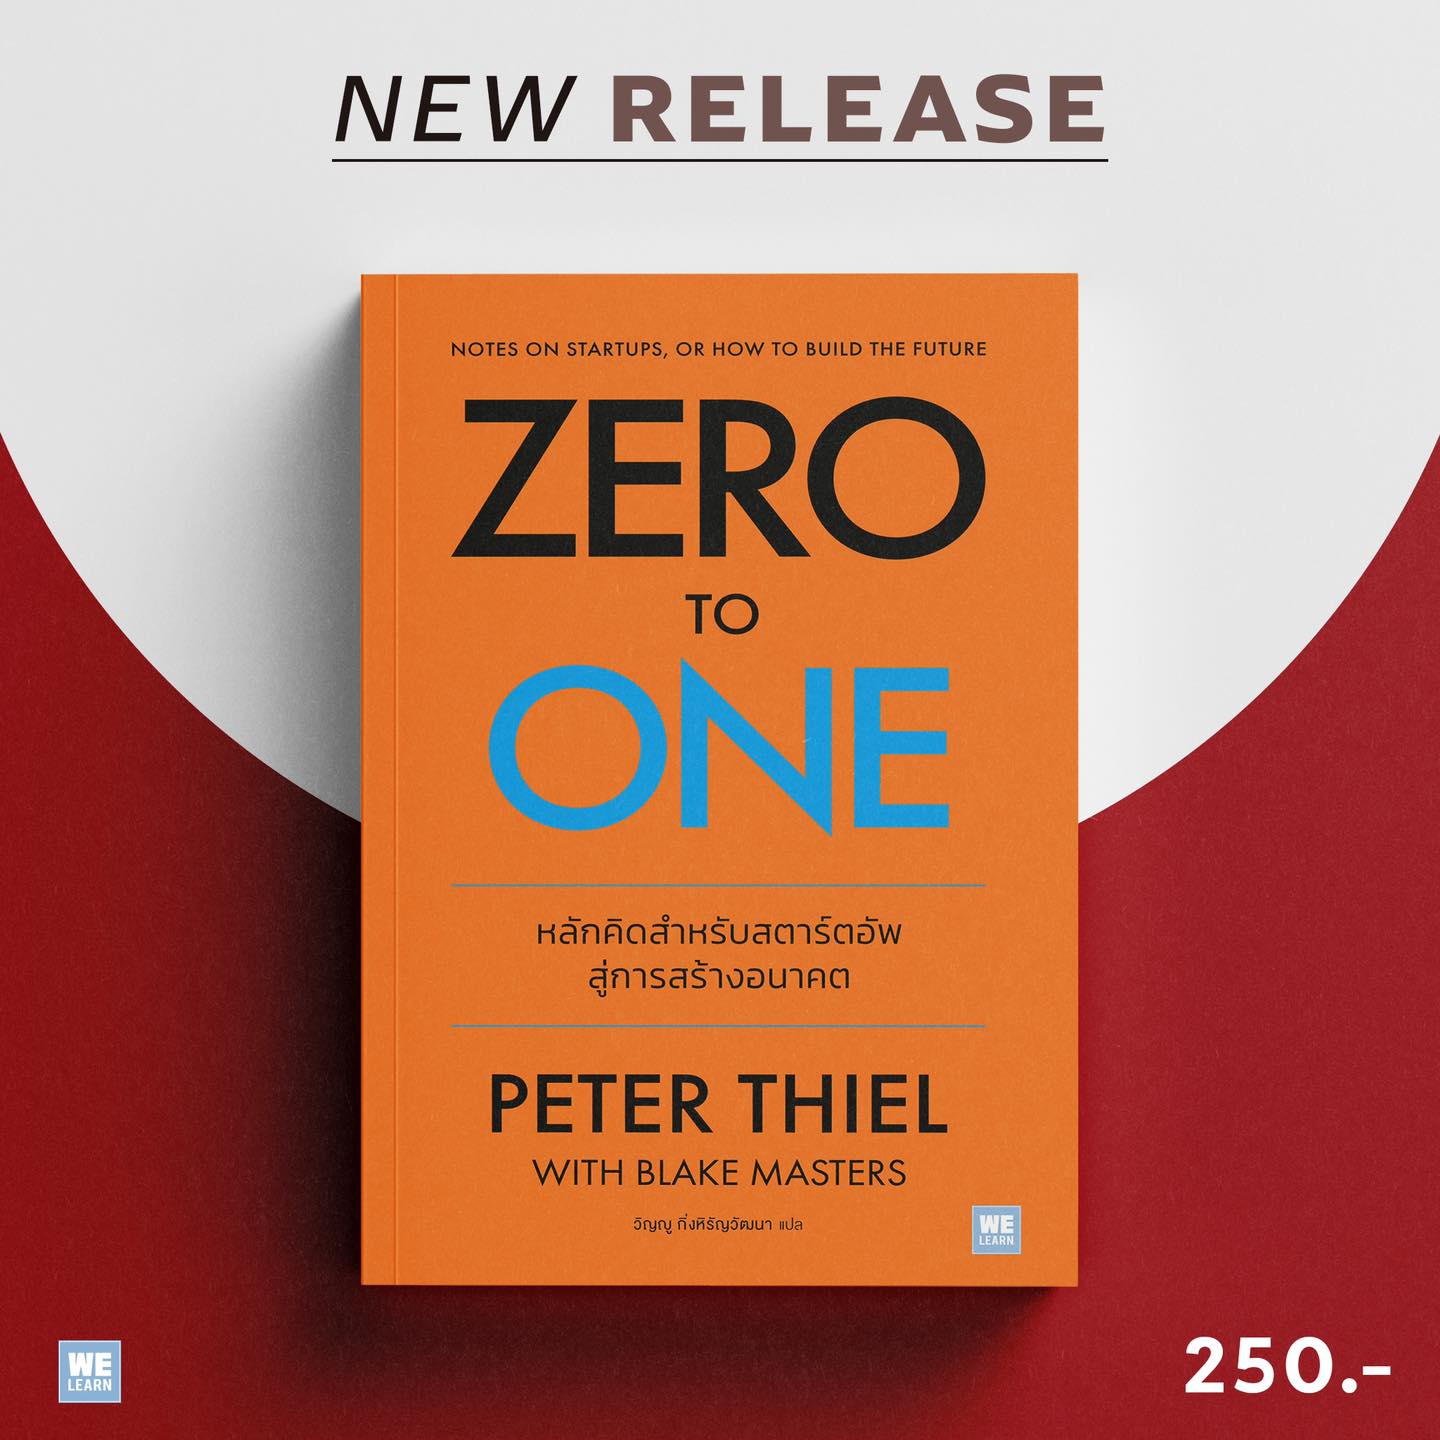 NEW RELEASE
NOTES ON STARTUPS, OR HOW TO BUILD THE FUTURE
ZERO
TO
ONE
หลักคิดสำหรับสตาร์ตอัพ
สู่การสร้างอนาคต
PETER THIEL
WITH BLAKE MASTERS
วิญญู กิ่งหิรัญวัฒนา แปล
WE
LEARN
WE
LEARN
250.-